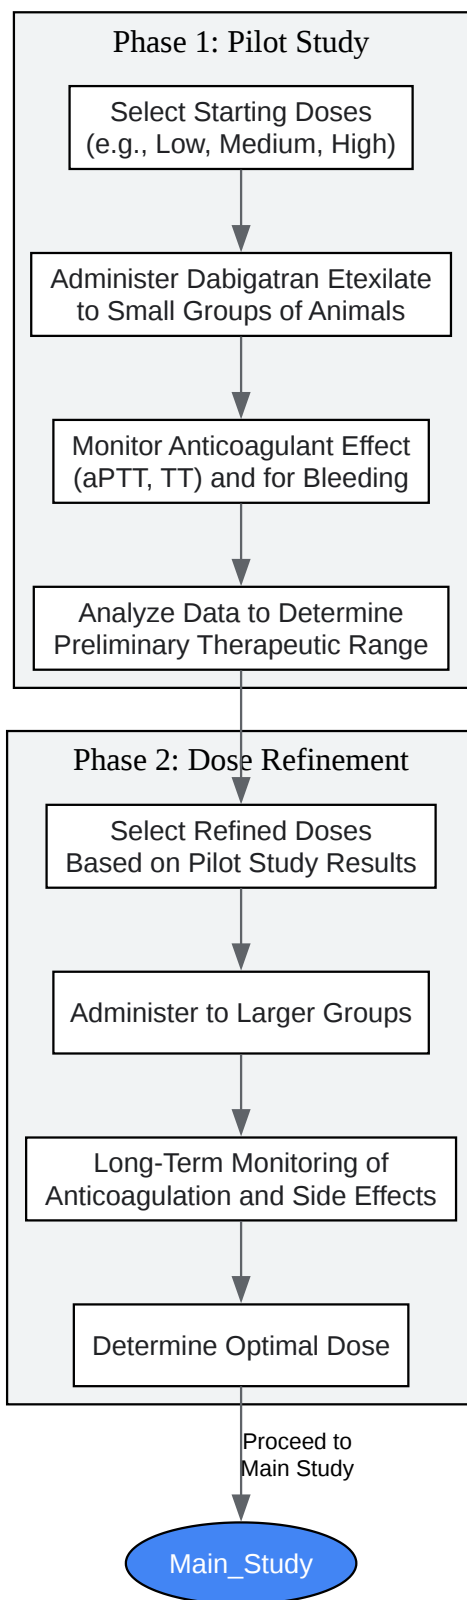 Phase 1: Pilot Study
Select Starting Doses
(e.g., Low, Medium, High)
Administer Dabigatran Etexilate
to Small Groups of Animals
Monitor Anticoagulant Effect
(aPTT, TT) and for Bleeding
Analyze Data to Determine
Preliminary Therapeutic Range
Phase 2: Dose Refinement
Select Refined Doses
Based on Pilot Study Results
Administer to Larger Groups
Long-Term Monitoring of
Anticoagulation and Side Effects
Determine Optimal Dose
Proceed to
Main Study
Main_Study